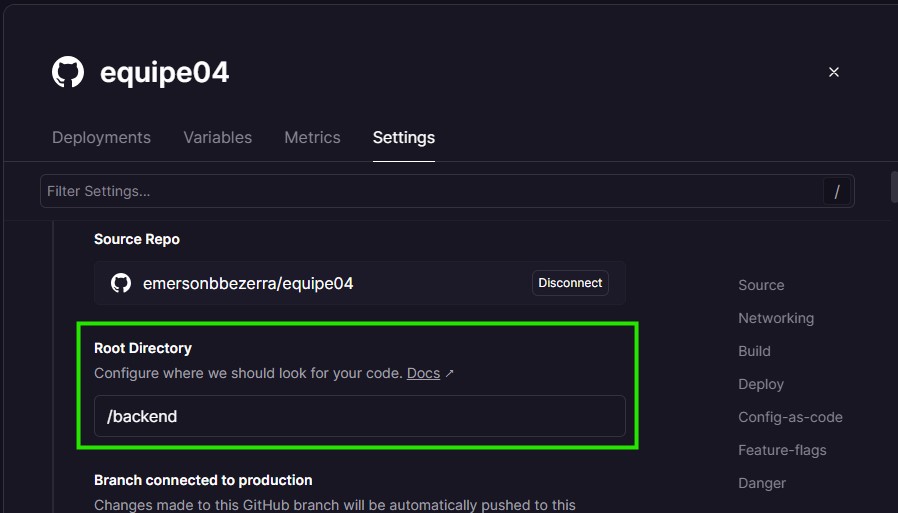 equipe04
Deployments Variables Metrics Settings
Filter Settings... /
Source Repo
emersonbbezerra/equipe04 Disconnect
Root Directory
Configure where we should look for your code. Docs ↗
/backend
Branch connected to production
Changes made to this GitHub branch will be automatically pushed to this
Source
Networking
Build
Deploy
Config-as-code
Feature-flags
Danger